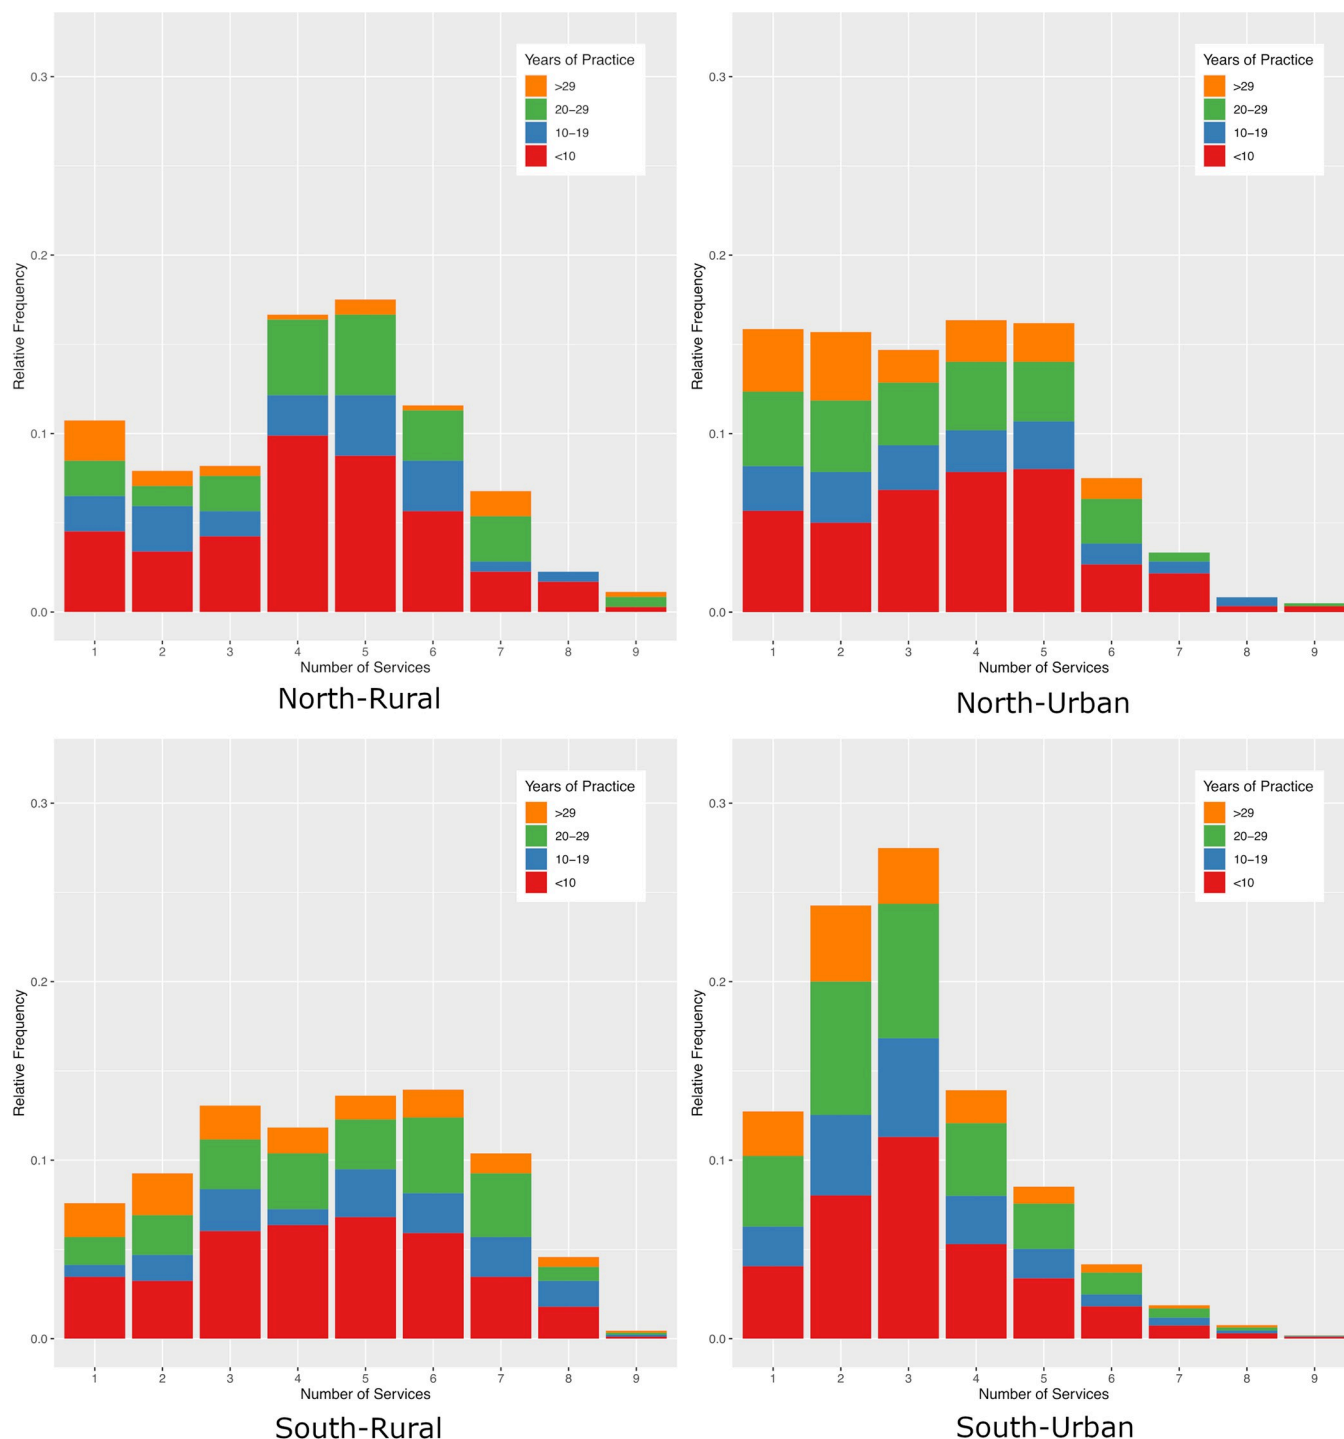 Years of Practice
>29
20–29
10–19
<10
0.3
0.2
0.1
0.0
Relative Frequency
1 2 3 4 5 6 7 8 9
Number of Services
North-Rural
Years of Practice
>29
20–29
10–19
<10
0.3
0.2
0.1
0.0
Relative Frequency
1 2 3 4 5 6 7 8 9
Number of Services
North-Urban
Years of Practice
>29
20–29
10–19
<10
0.3
0.2
0.1
0.0
Relative Frequency
1 2 3 4 5 6 7 8 9
Number of Services
South-Rural
Years of Practice
>29
20–29
10–19
<10
0.3
0.2
0.1
0.0
Relative Frequency
1 2 3 4 5 6 7 8 9
Number of Services
South-Urban